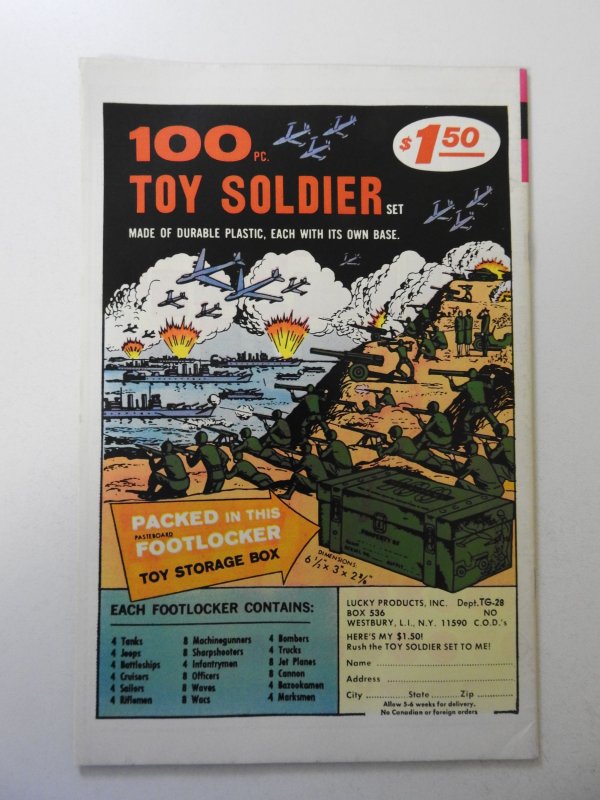 100 PC.
$1.50
TOY SOLDIER SET
MADE OF DURABLE PLASTIC, EACH WITH ITS OWN BASE.
PACKED IN THIS
PASTEBOARD
FOOTLOCKER
TOY STORAGE BOX
PROPERTY OF
DIMENSIONS:
6 1/2" x 3" x 2 3/8"
EACH FOOTLOCKER CONTAINS:
4 Tanks
4 Jeeps
4 Battleships
4 Cruisers
4 Sailors
4 Riflemen
8 Machinegunners
8 Sharpshooters
4 Infantrymen
8 Officers
8 Waves
8 Wacs
4 Bombers
4 Trucks
8 Jet Planes
8 Cannon
4 Bazookamen
4 Marksmen
LUCKY PRODUCTS, INC. Dept. TG-28
BOX 536 NO
WESTBURY, L.I., N.Y. 11590 C.O.D.'s
HERE'S MY $1.50!
Rush the TOY SOLDIER SET TO ME!
Name
Address
City State Zip
Allow 5-6 weeks for delivery.
No Canadian or foreign orders